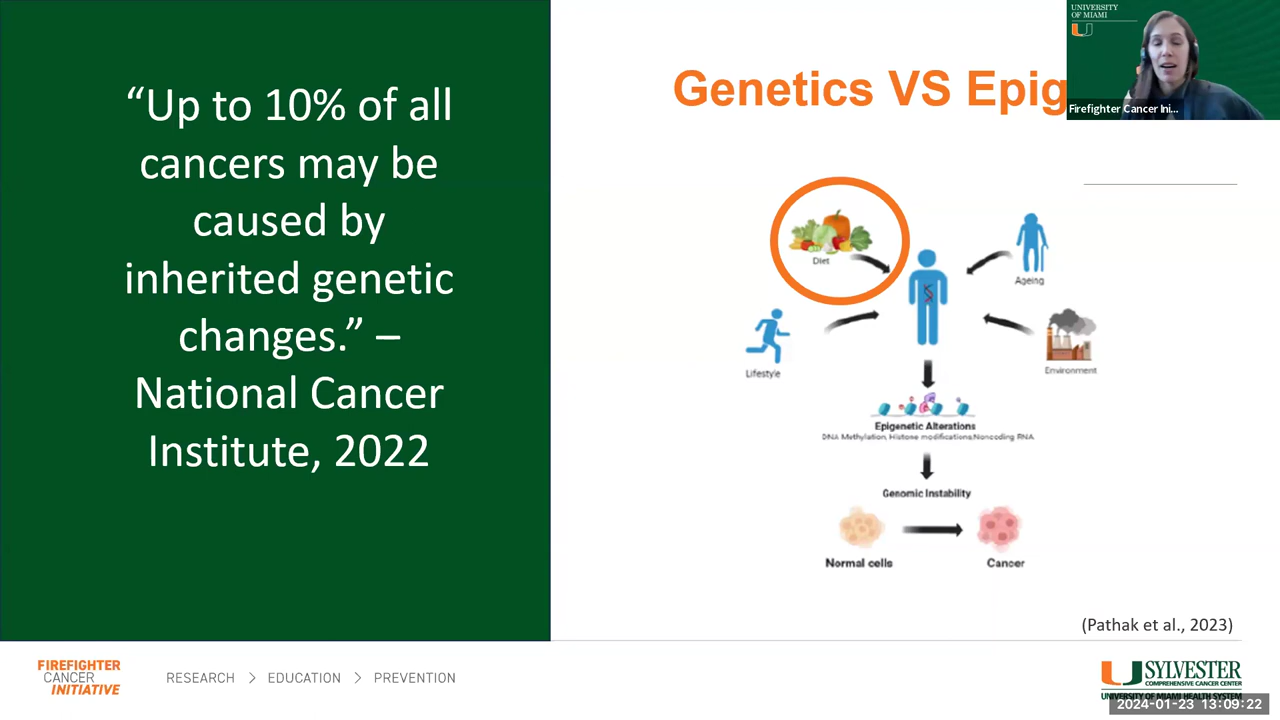 “Up to 10% of all
cancers may be
caused by
inherited genetic
changes.” –
National Cancer
Institute, 2022
Genetics VS Epig
UNIVERSITY
OF MIAMI
Firefighter Cancer Ini...
Diet
Ageing
Lifestyle
Environment
Epigenetic Alterations
DNA Methylation, Histone modifications,Noncoding RNA
Genomic Instability
Normal cells
Cancer
(Pathak et al., 2023)
FIREFIGHTER
CANCER
INITIATIVE
RESEARCH > EDUCATION > PREVENTION
SYLVESTER
COMPREHENSIVE CANCER CENTER
UNIVERSITY OF MIAMI HEALTH SYSTEM
2024-01-23 13:09:22